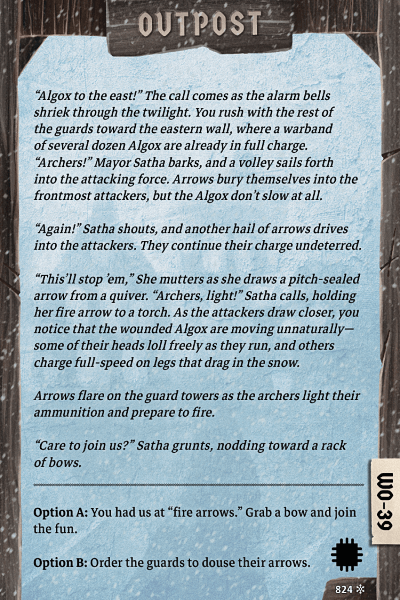 OUTPOST
“Algox to the east!” The call comes as the alarm bells
shriek through the twilight. You rush with the rest of
the guards toward the eastern wall, where a warband
of several dozen Algox are already in full charge.
“Archers!” Mayor Satha barks, and a volley sails forth
into the attacking force. Arrows bury themselves into the
frontmost attackers, but the Algox don’t slow at all.
“Again!” Satha shouts, and another hail of arrows drives
into the attackers. They continue their charge undeterred.
“This’ll stop ’em,” She mutters as she draws a pitch-sealed
arrow from a quiver. “Archers, light!” Satha calls, holding
her fire arrow to a torch. As the attackers draw closer, you
notice that the wounded Algox are moving unnaturally—
some of their heads loll freely as they run, and others
charge full-speed on legs that drag in the snow.
Arrows flare on the guard towers as the archers light their
ammunition and prepare to fire.
“Care to join us?” Satha grunts, nodding toward a rack
of bows.
Option A: You had us at “fire arrows.” Grab a bow and join
the fun.
Option B: Order the guards to douse their arrows.
WO-39
824